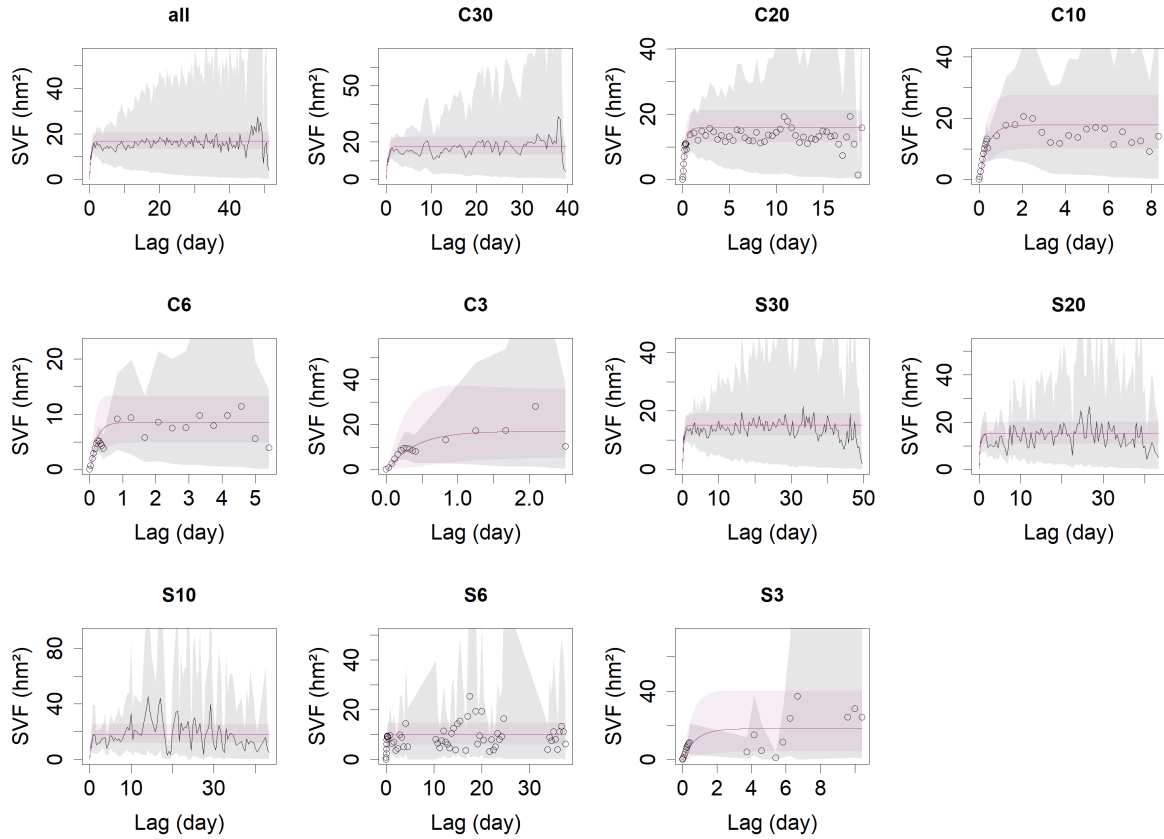 all C30 C20 C10
SVF (hm²) 0 20 40 SVF (hm²) 0 20 40 60 SVF (hm²) 0 20 40 SVF (hm²) 0 20 40
0 20 40 0 10 20 30 40 0 5 10 15 0 2 4 6 8
Lag (day) Lag (day) Lag (day) Lag (day)
C6 C3 S30 S20
SVF (hm²) 0 10 20 SVF (hm²) 0 20 40 SVF (hm²) 0 20 40 SVF (hm²) 0 20 40
0 1 2 3 4 5 0.0 1.0 2.0 0 10 20 30 50 0 10 30
Lag (day) Lag (day) Lag (day) Lag (day)
S10 S6 S3
SVF (hm²) 0 40 80 SVF (hm²) 0 20 40 SVF (hm²) 0 20 40
0 10 30 0 10 20 30 0 4 8
Lag (day) Lag (day) Lag (day)